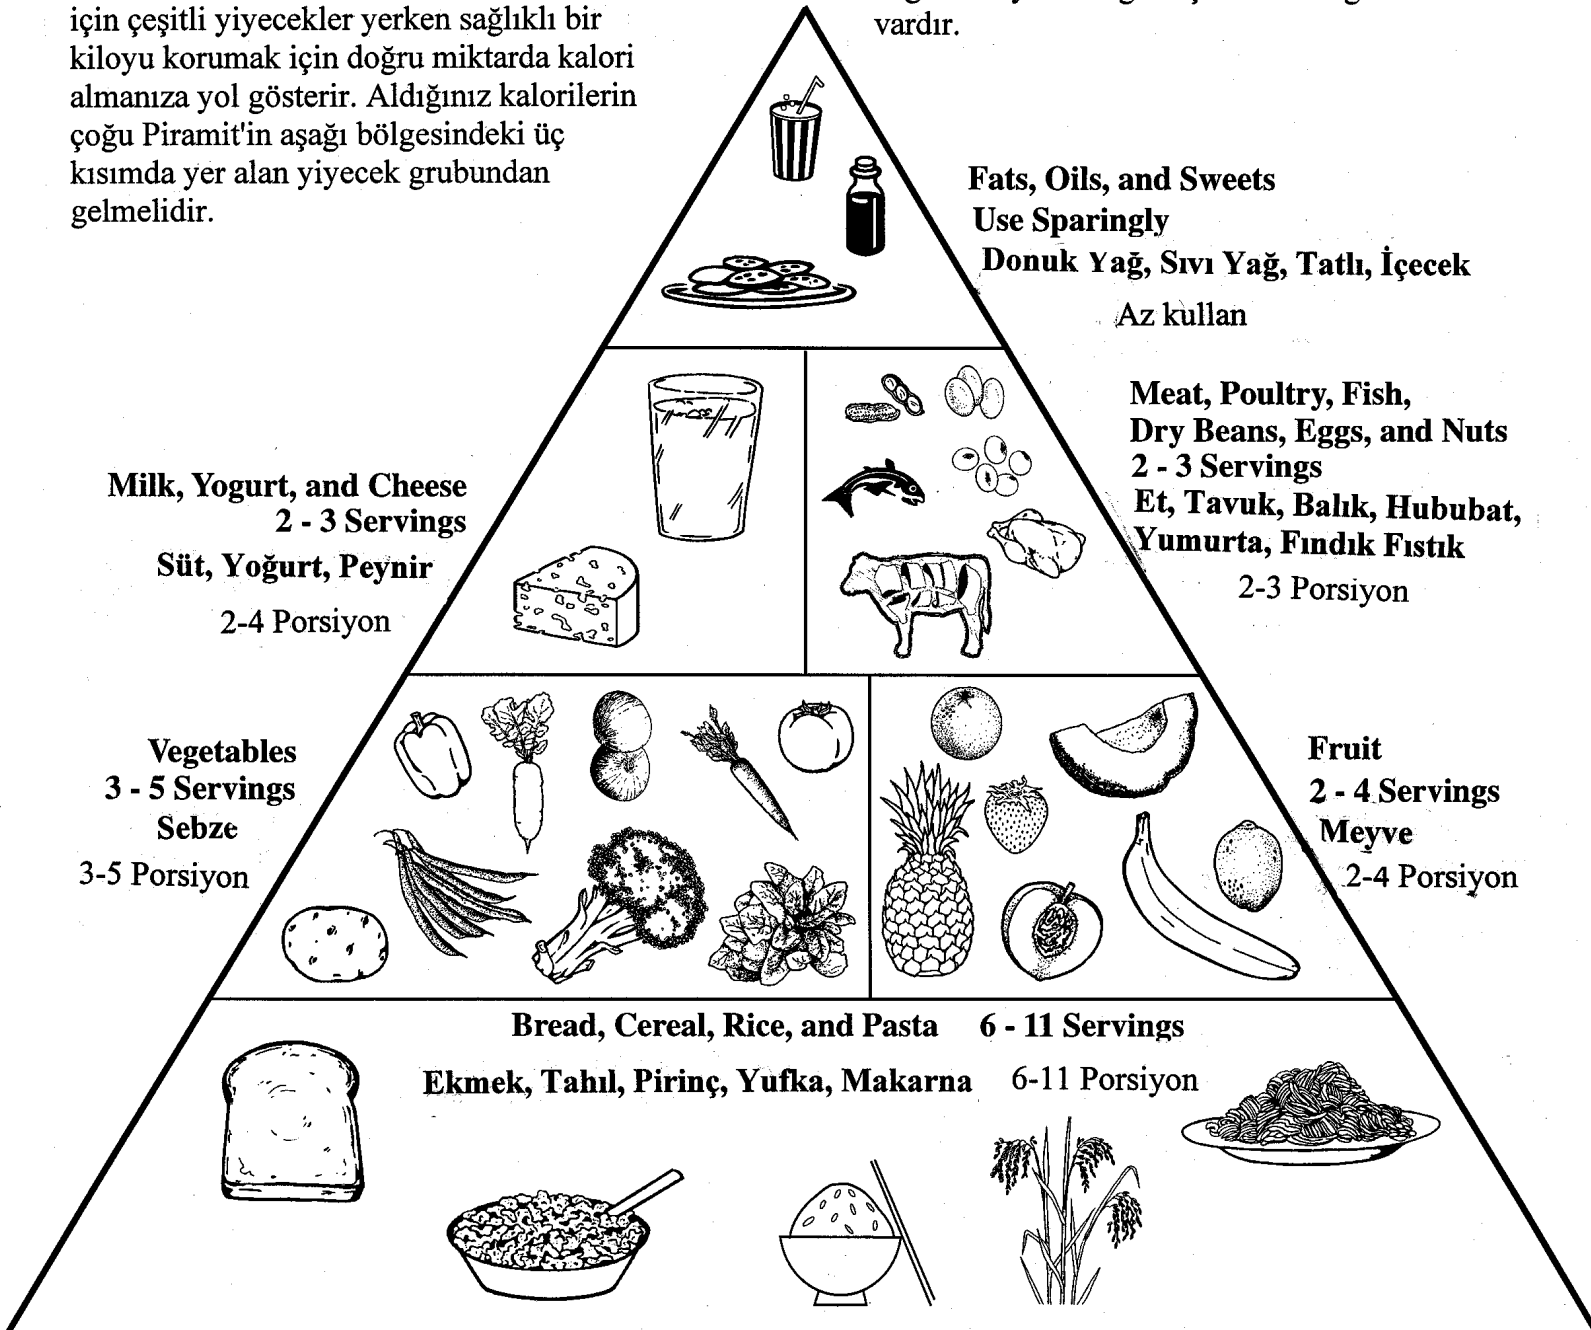 için çeşitli yiyecekler yerken sağlıklı bir
kiloyu korumak için doğru miktarda kalori
almanıza yol gösterir. Aldığınız kalorilerin
çoğu Piramit'in aşağı bölgesindeki üç
kısımda yer alan yiyecek grubundan
gelmelidir.
vardır.
Fats, Oils, and Sweets
Use Sparingly
Donuk Yağ, Sıvı Yağ, Tatlı, İçecek
Az kullan
Milk, Yogurt, and Cheese
2 - 3 Servings
Süt, Yoğurt, Peynir
2-4 Porsiyon
Meat, Poultry, Fish,
Dry Beans, Eggs, and Nuts
2 - 3 Servings
Et, Tavuk, Balık, Hububat,
Yumurta, Fındık Fıstık
2-3 Porsiyon
Vegetables
3 - 5 Servings
Sebze
3-5 Porsiyon
Fruit
2 - 4 Servings
Meyve
2-4 Porsiyon
Bread, Cereal, Rice, and Pasta 6 - 11 Servings
Ekmek, Tahıl, Pirinç, Yufka, Makarna 6-11 Porsiyon